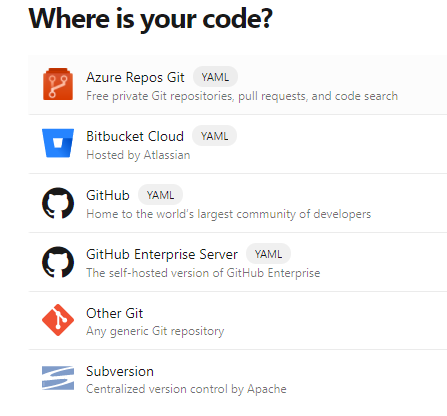 Where is your code?
Azure Repos Git YAML
Free private Git repositories, pull requests, and code search
Bitbucket Cloud YAML
Hosted by Atlassian
GitHub YAML
Home to the world's largest community of developers
GitHub Enterprise Server YAML
The self-hosted version of GitHub Enterprise
Other Git
Any generic Git repository
Subversion
Centralized version control by Apache